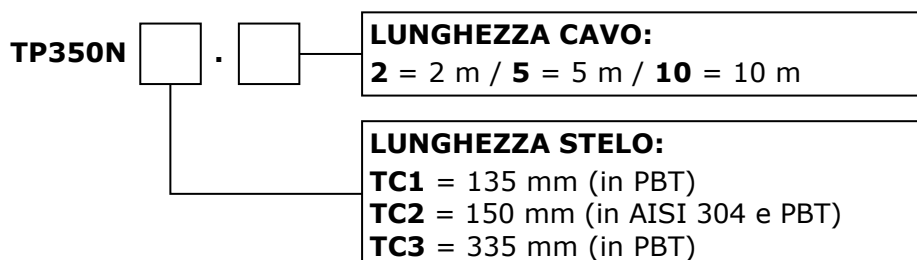 TP350N .
LUNGHEZZA CAVO:
2 = 2 m / 5 = 5 m / 10 = 10 m
LUNGHEZZA STELO:
TC1 = 135 mm (in PBT)
TC2 = 150 mm (in AISI 304 e PBT)
TC3 = 335 mm (in PBT)